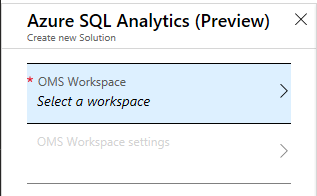 Azure SQL Analytics (Preview)
Create new Solution
* OMS Workspace
Select a workspace
OMS Workspace settings